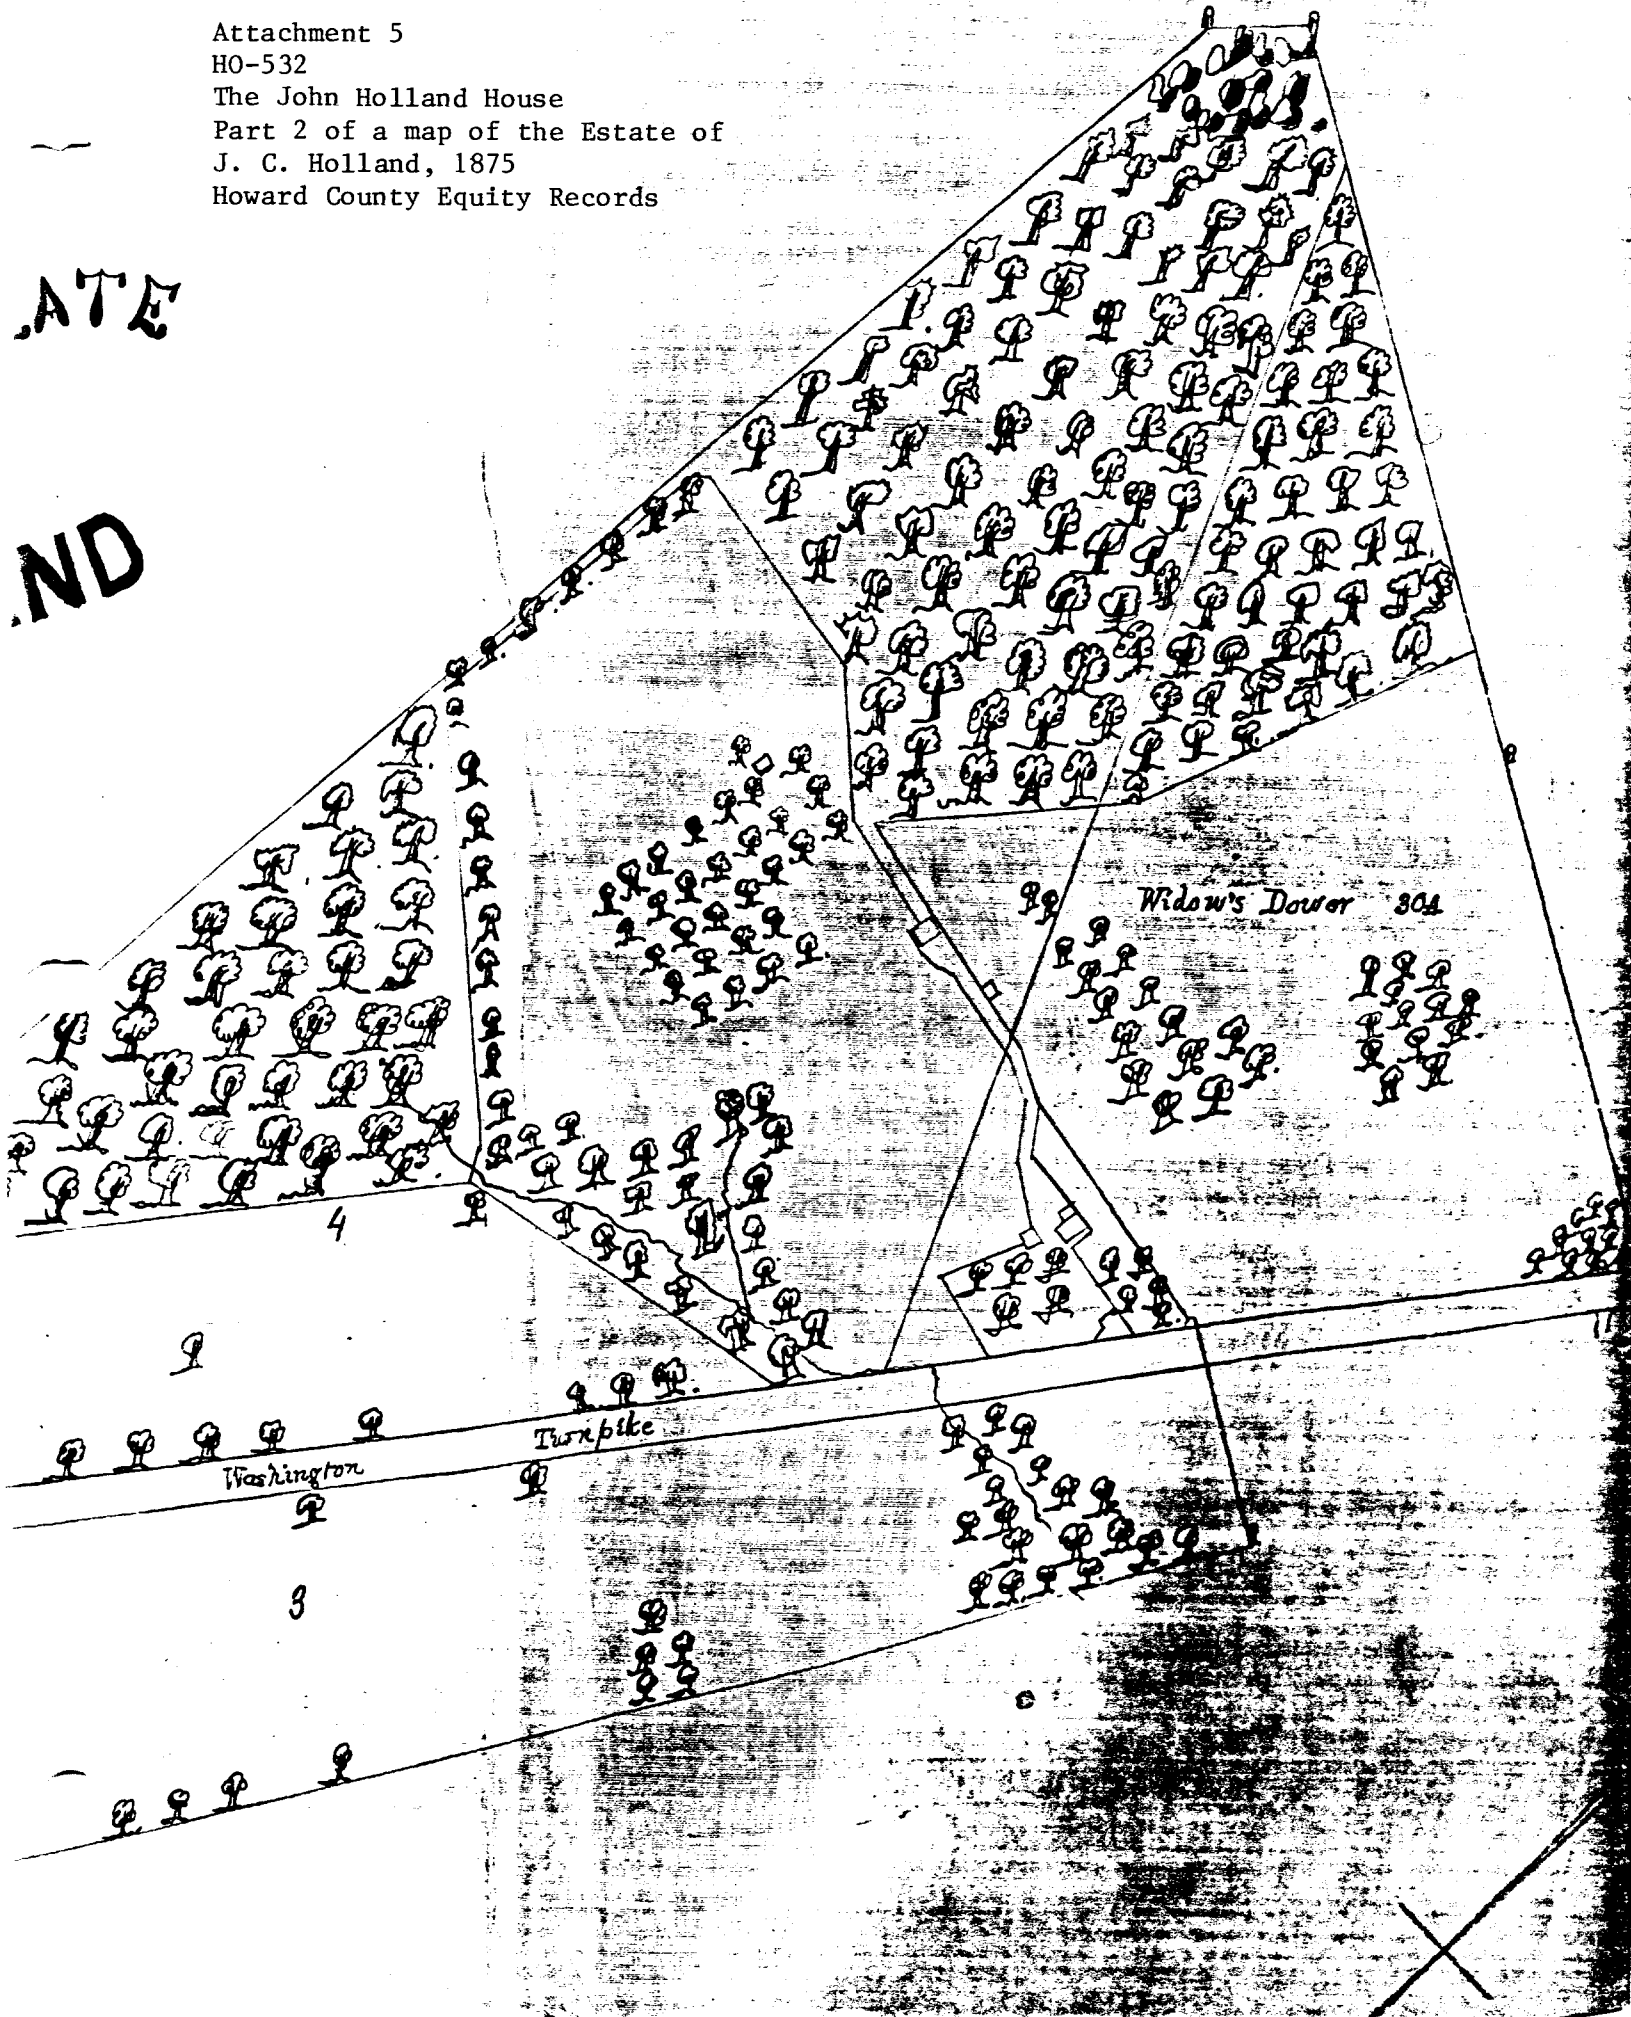 Attachment 5
HO-532
The John Holland House
Part 2 of a map of the Estate of
J. C. Holland, 1875
Howard County Equity Records
ATE
ND
Widow's Dower 30A
4
Turnpike
Washington
3